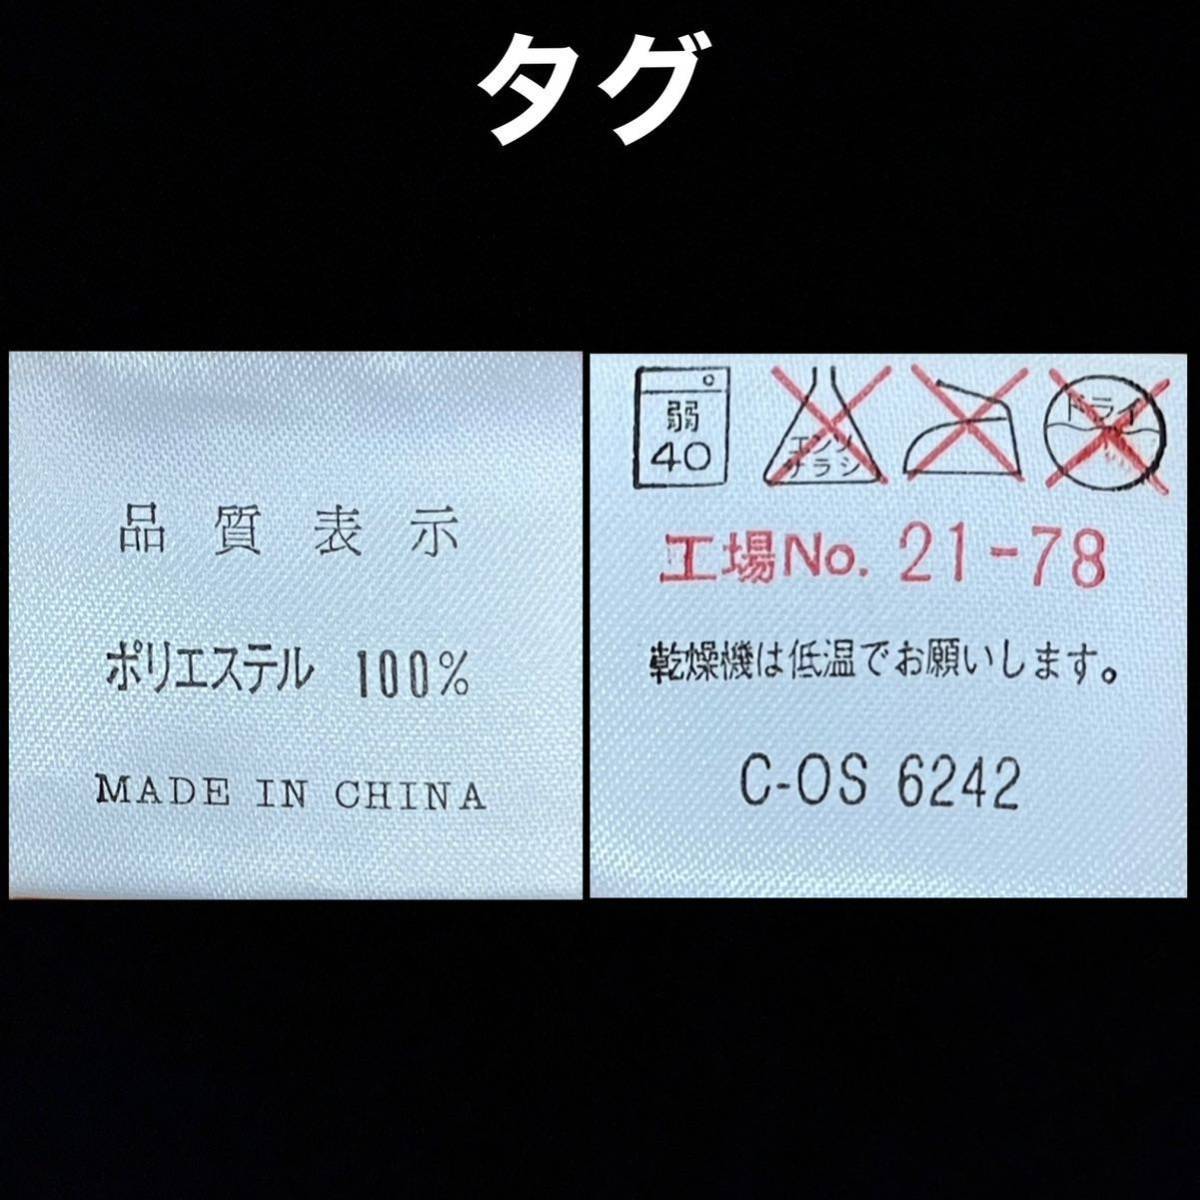 タグ
品質表示
ポリエステル 100%
MADE IN CHINA
弱
40
エンソ
サラシ
ドライ
工場No. 21-78
乾燥機は低温でお願いします。
C-OS 6242